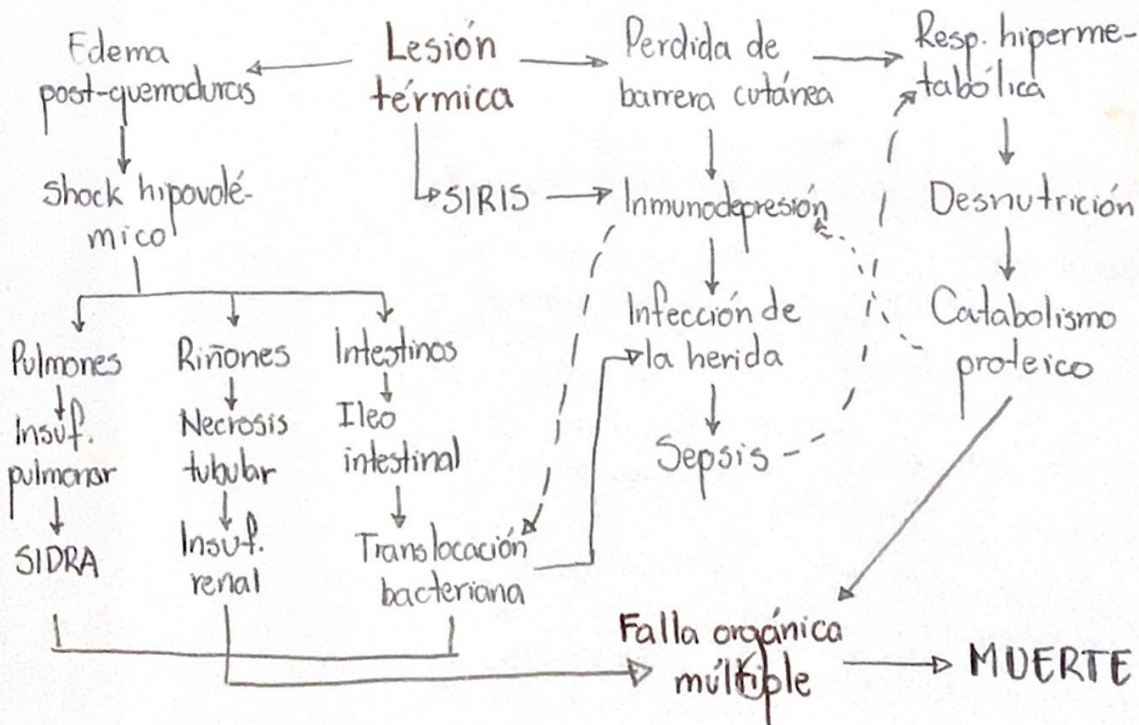 Edema
post-quemaduras
Lesión
térmica
Perdida de
barrera cutánea
Resp. hiperme-
tabólica
Shock hipovolé-
mico
SIRIS
Inmunodepresión
Desnutrición
Pulmones
Riñones
Intestinos
Infección de
la herida
Catabolismo
proteico
Insuf.
pulmonar
Necrosis
tubular
Ileo
intestinal
Sepsis
SIDRA
Insuf.
renal
Translocación
bacteriana
Falla orgánica
múltiple
MUERTE